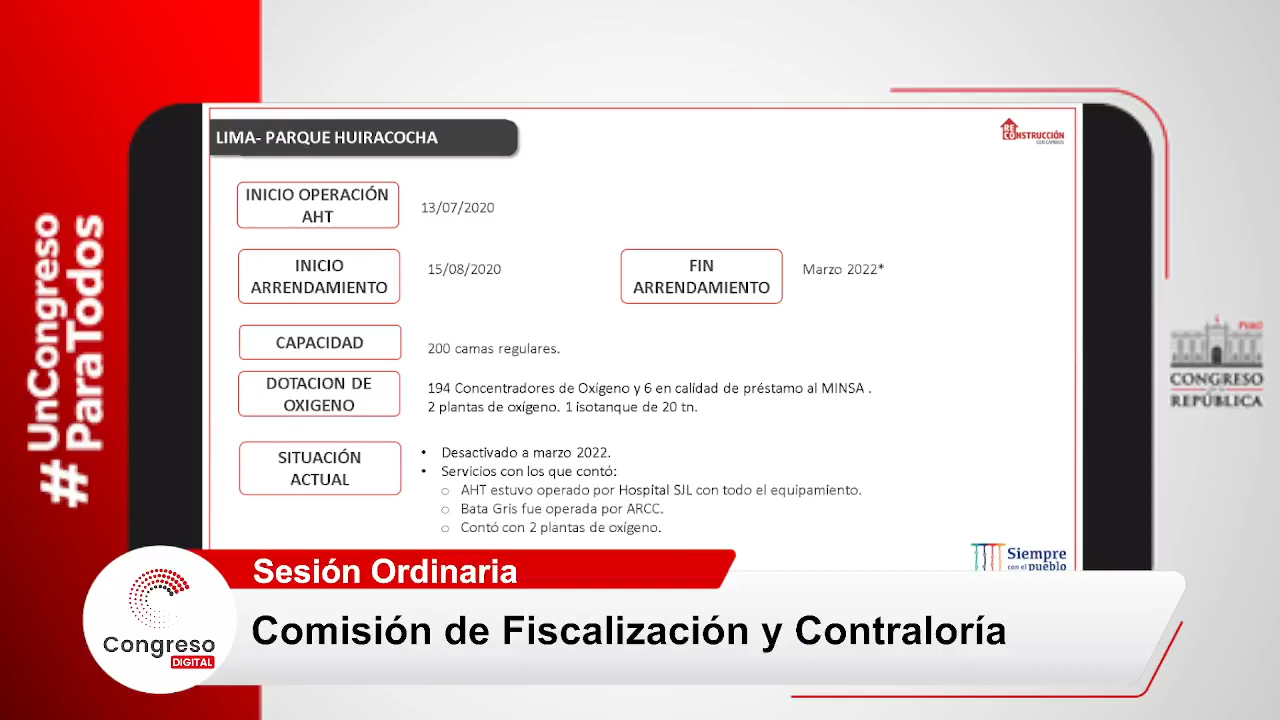 LIMA- PARQUE HUIRACOCHA
RECONSTRUCCIÓN
CON CAMBIOS
INICIO OPERACIÓN
AHT
13/07/2020
INICIO
ARRENDAMIENTO
15/08/2020
FIN
ARRENDAMIENTO
Marzo 2022*
CAPACIDAD
200 camas regulares.
DOTACION DE
OXIGENO
194 Concentradores de Oxígeno y 6 en calidad de préstamo al MINSA .
2 plantas de oxígeno. 1 isotanque de 20 tn.
SITUACIÓN
ACTUAL
• Desactivado a marzo 2022.
• Servicios con los que contó:
○ AHT estuvo operado por Hospital SJL con todo el equipamiento.
○ Bata Gris fue operada por ARCC.
○ Contó con 2 plantas de oxígeno.
Siempre
con el pueblo
#UnCongreso
ParaTodos
PERÚ
CONGRESO
REPÚBLICA
Sesión Ordinaria
Comisión de Fiscalización y Contraloría
Congreso
DIGITAL